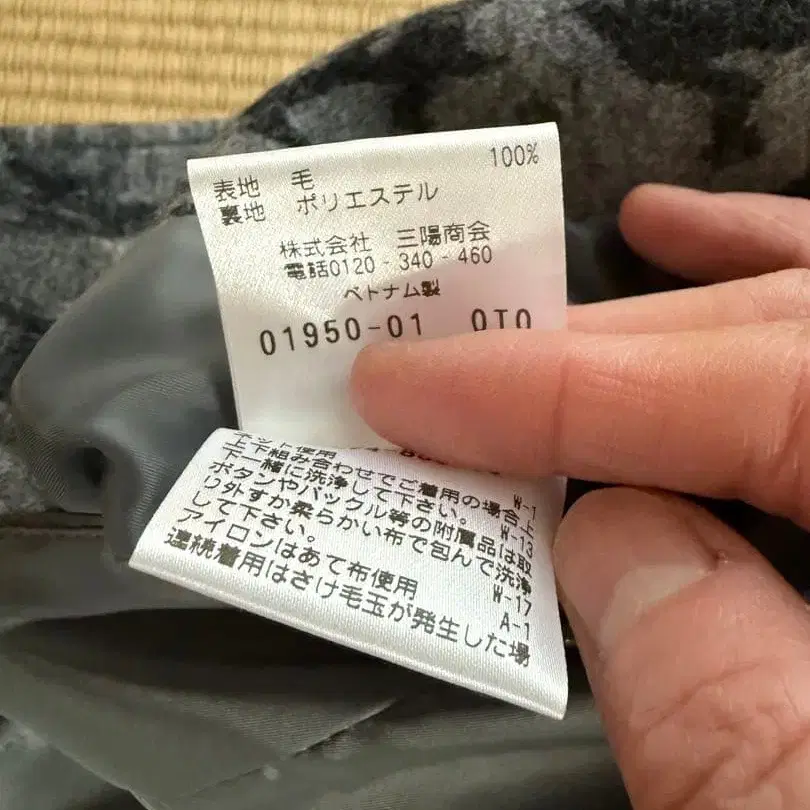 表地 毛 100%
裏地 ポリエステル
株式会社 三陽商会
電話0120-340-460
ベトナム製
01950-01 0T0
ネット使用 W-1
上下組み合わせでご着用の場合上
下一緒に洗浄して下さい。 W-13
ボタンやバックル等の附属品は取
り外すか柔らかい布で包んで洗浄
して下さい。 W-17
アイロンはあて布使用 A-1
連続着用はさけ毛玉が発生した場